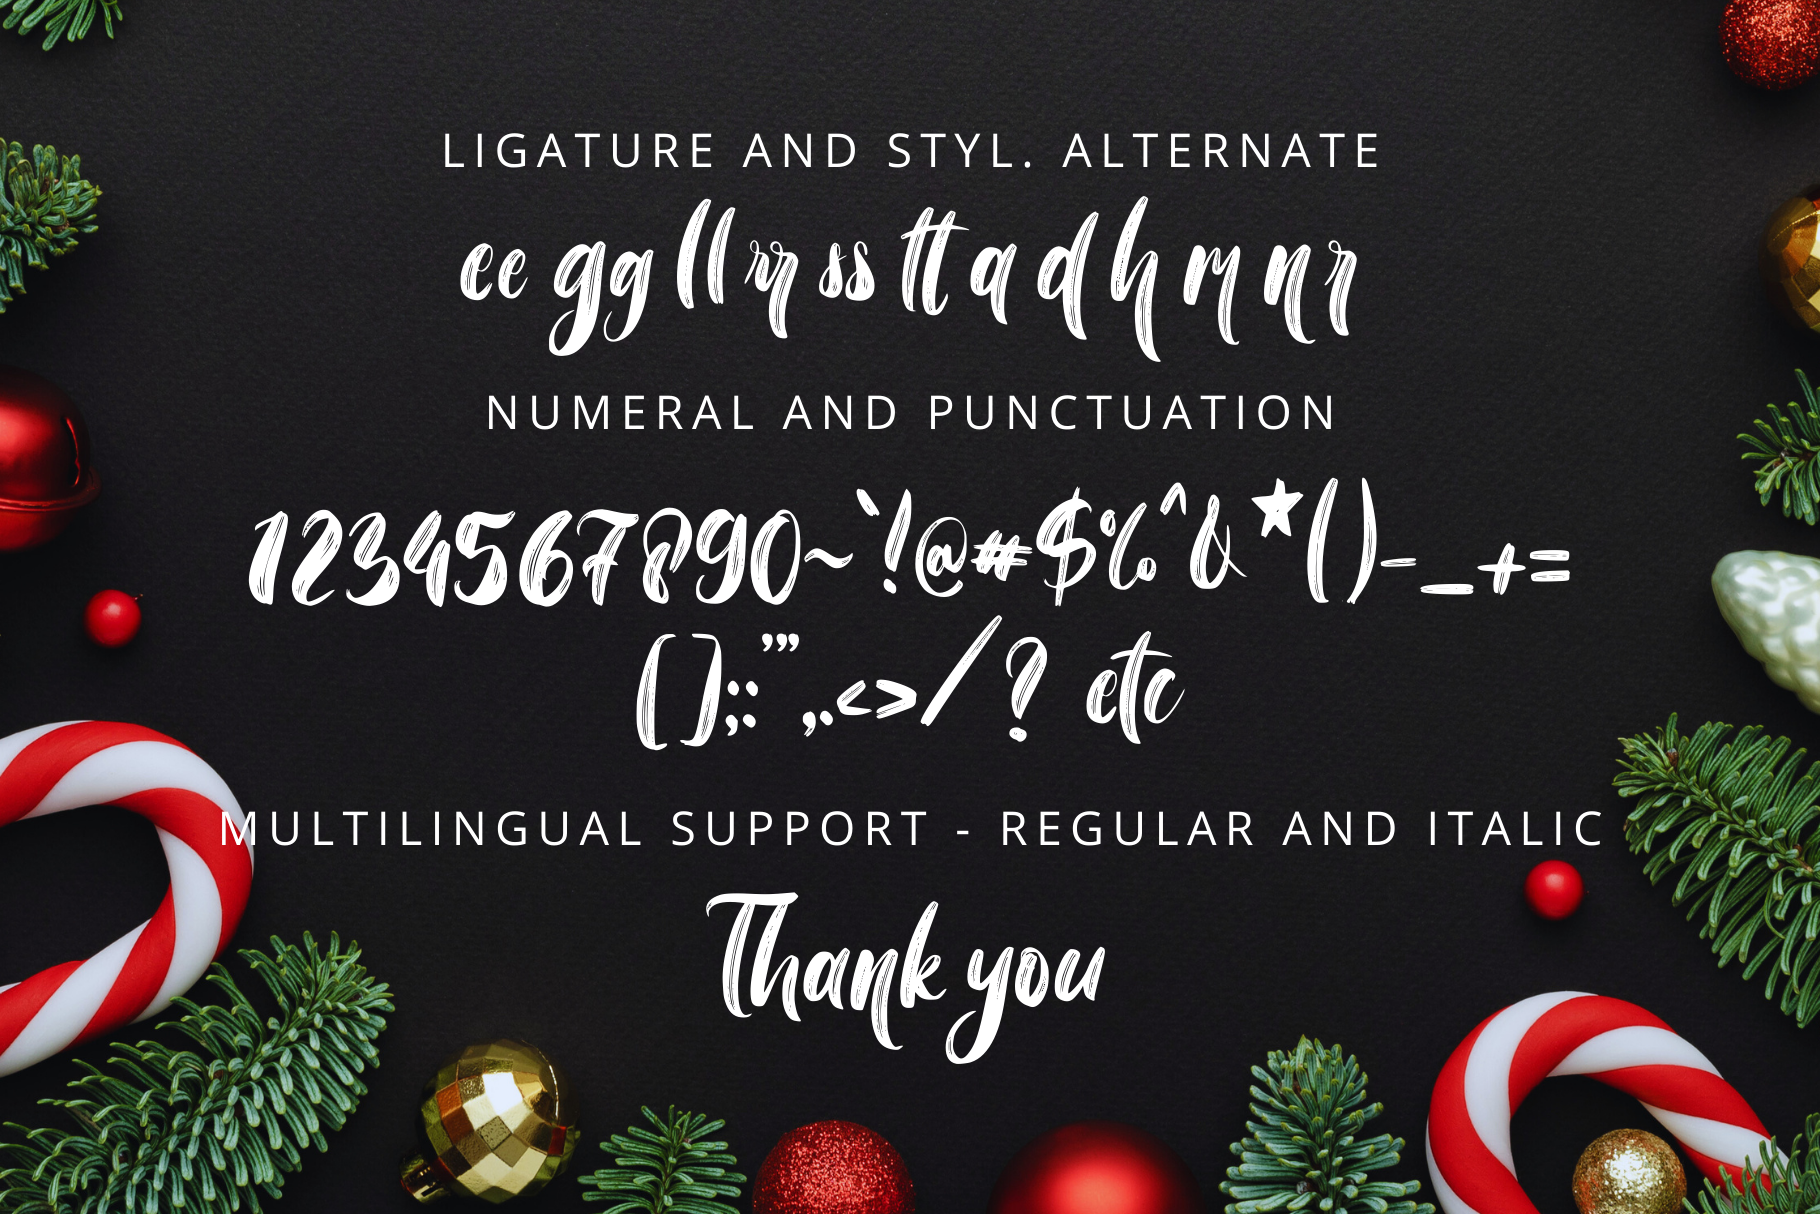 LIGATURE AND STYL. ALTERNATE
ee gg ll rr ss tt a d h m n r
NUMERAL AND PUNCTUATION
1234567890~`!@#$%^&*()-_+=
[];:'",.<>/? etc
MULTILINGUAL SUPPORT - REGULAR AND ITALIC
Thank you